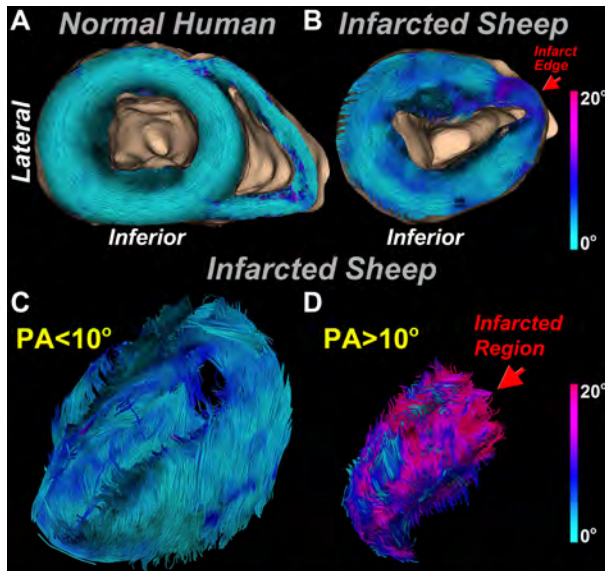 A
Normal Human
B
Infarcted Sheep
Infarct
Edge
Lateral
20°
0°
Inferior
Inferior
Infarcted Sheep
C
PA<10°
D
PA>10°
Infarcted
Region
20°
0°